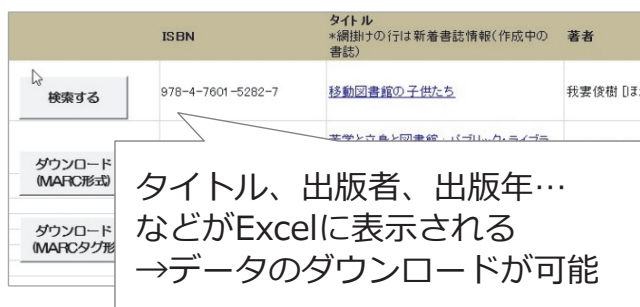 ISBN
タイトル
*網掛けの行は新着書誌情報(作成中の
書誌)
著者
検索する
978-4-7601-5282-7
移動図書館の子供たち
我妻俊樹 [ほ
ダウンロード
(MARC形式)
ダウンロード
(MARCタグ形
タイトル、出版者、出版年…
などがExcelに表示される
→データのダウンロードが可能